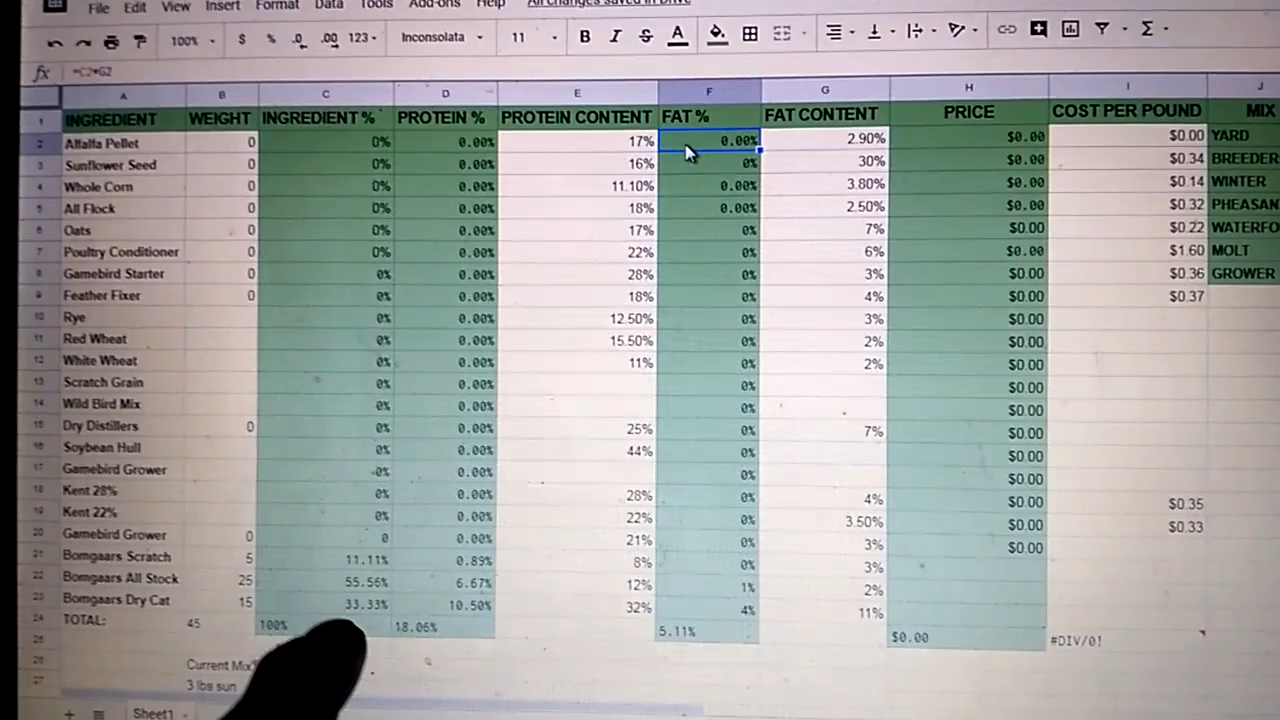 File Edit View Insert Format Data Tools Add-ons Help All changes saved in Drive
100% $ % .0 .00 123 Inconsolata 11 B I S A Σ
fx =C2*G2
A B C D E F G H I J
1 INGREDIENT WEIGHT INGREDIENT % PROTEIN % PROTEIN CONTENT FAT % FAT CONTENT PRICE COST PER POUND MIX
2 Alfalfa Pellet 0 0% 0.00% 17% 0.00% 2.90% $0.00 $0.00 YARD
3 Sunflower Seed 0 0% 0.00% 16% 0% 30% $0.00 $0.34 BREEDER
4 Whole Corn 0 0% 0.00% 11.10% 0.00% 3.80% $0.00 $0.14 WINTER
5 All Flock 0 0% 0.00% 18% 0.00% 2.50% $0.00 $0.32 PHEASAN
6 Oats 0 0% 0.00% 17% 0% 7% $0.00 $0.22 WATERFO
7 Poultry Conditioner 0 0% 0.00% 22% 0% 6% $0.00 $1.60 MOLT
8 Gamebird Starter 0 0% 0.00% 28% 0% 3% $0.00 $0.36 GROWER
9 Feather Fixer 0 0% 0.00% 18% 0% 4% $0.00 $0.37
10 Rye 0% 0.00% 12.50% 0% 3% $0.00
11 Red Wheat 0% 0.00% 15.50% 0% 2% $0.00
12 White Wheat 0% 0.00% 11% 0% 2% $0.00
13 Scratch Grain 0% 0.00% 0% $0.00
14 Wild Bird Mix 0% 0.00% 0% $0.00
15 Dry Distillers 0 0% 0.00% 25% 0% 7% $0.00
16 Soybean Hull 0% 0.00% 44% 0% $0.00
17 Gamebird Grower 0% 0.00% 0% $0.00
18 Kent 28% 0% 0.00% 28% 0% 4% $0.00 $0.35
19 Kent 22% 0% 0.00% 22% 0% 3.50% $0.00 $0.33
20 Gamebird Grower 0 0 0.00% 21% 0% 3% $0.00
21 Bomgaars Scratch 5 11.11% 0.89% 8% 0% 3%
22 Bomgaars All Stock 25 55.56% 6.67% 12% 1% 2%
23 Bomgaars Dry Cat 15 33.33% 10.50% 32% 4% 11%
24 TOTAL: 45 100% 18.06% 5.11% $0.00 #DIV/0!
25
26 Current Mix
27 3 lbs sun
Sheet1